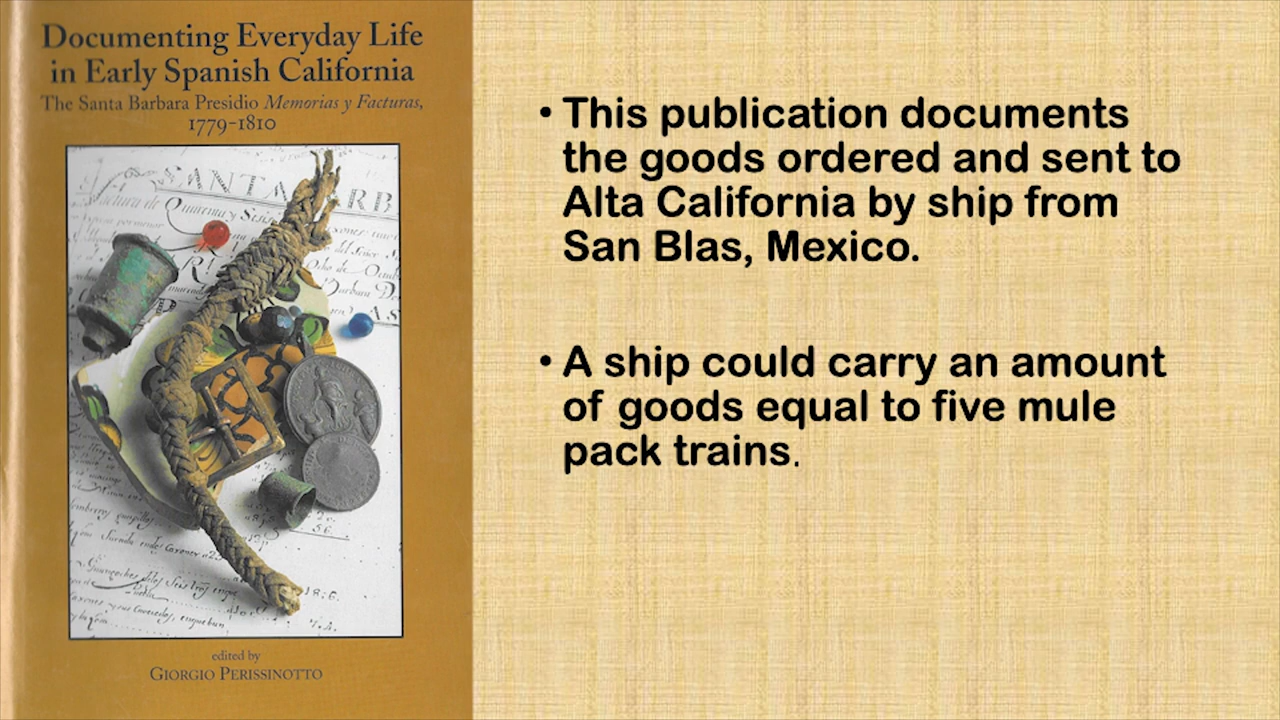 Documenting Everyday Life
in Early Spanish California
The Santa Barbara Presidio Memorias y Facturas,
1779–1810
SANTA BARB
edited by
GIORGIO PERISSINOTTO
• This publication documents
the goods ordered and sent to
Alta California by ship from
San Blas, Mexico.
• A ship could carry an amount
of goods equal to five mule
pack trains.